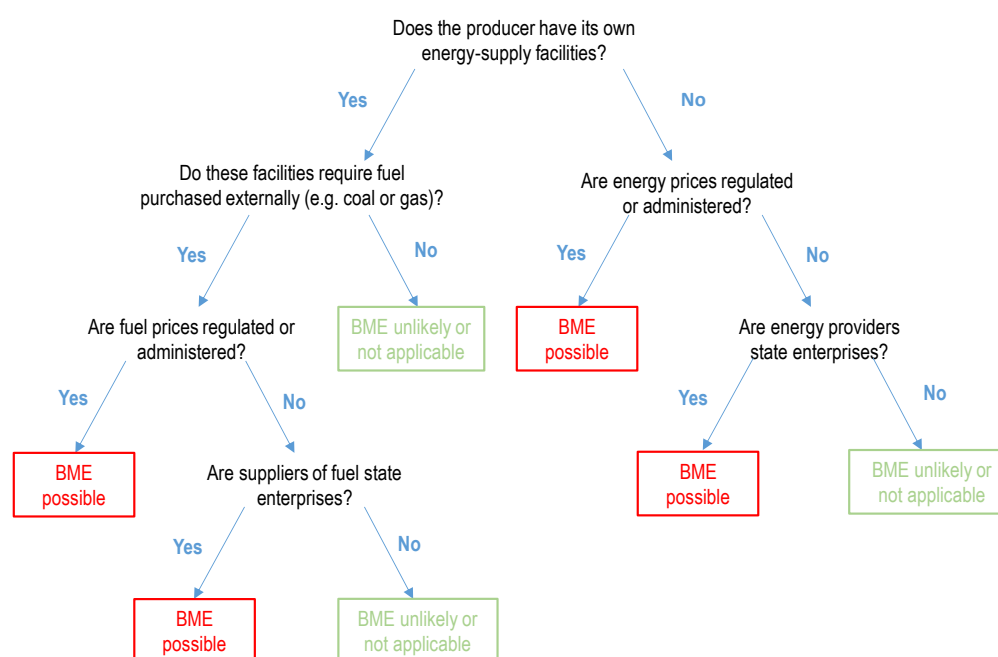 Does the producer have its own
energy-supply facilities?
Yes
No
Do these facilities require fuel
purchased externally (e.g. coal or gas)?
Are energy prices regulated
or administered?
Yes
No
Yes
No
Are fuel prices regulated or
administered?
BME unlikely or
not applicable
BME
possible
Are energy providers
state enterprises?
Yes
No
Yes
No
BME
possible
Are suppliers of fuel state
enterprises?
BME
possible
BME unlikely or
not applicable
Yes
No
BME
possible
BME unlikely or
not applicable